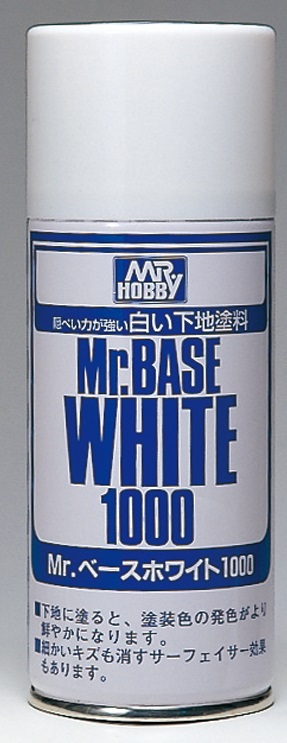 MR
HOBBY
隠ぺい力が強い白い下地塗料
Mr.BASE
WHITE
1000
Mr.ベースホワイト1000
■下地に塗ると、塗装色の発色がより
鮮やかになります。
■細かいキズも消すサーフェイサー効果
もあります。